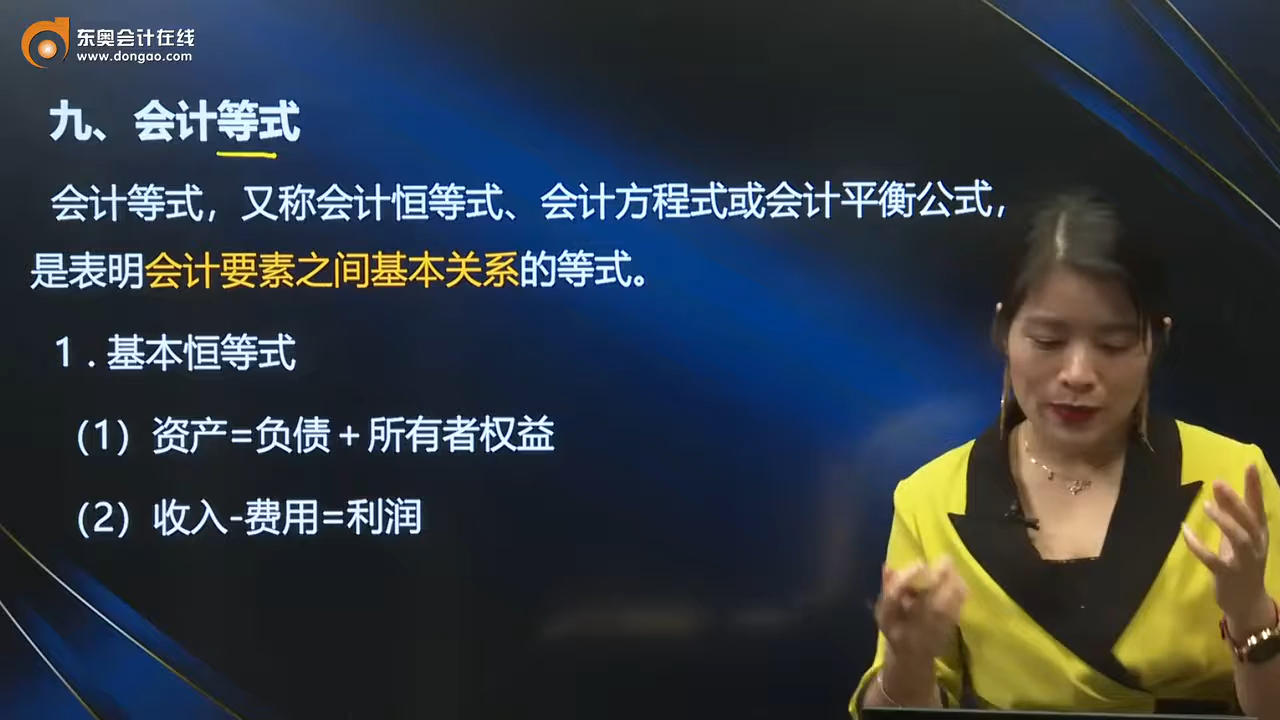 东奥会计在线
www.dongao.com
九、会计等式
会计等式，又称会计恒等式、会计方程式或会计平衡公式，
是表明会计要素之间基本关系的等式。
1．基本恒等式
（1）资产=负债＋所有者权益
（2）收入-费用=利润